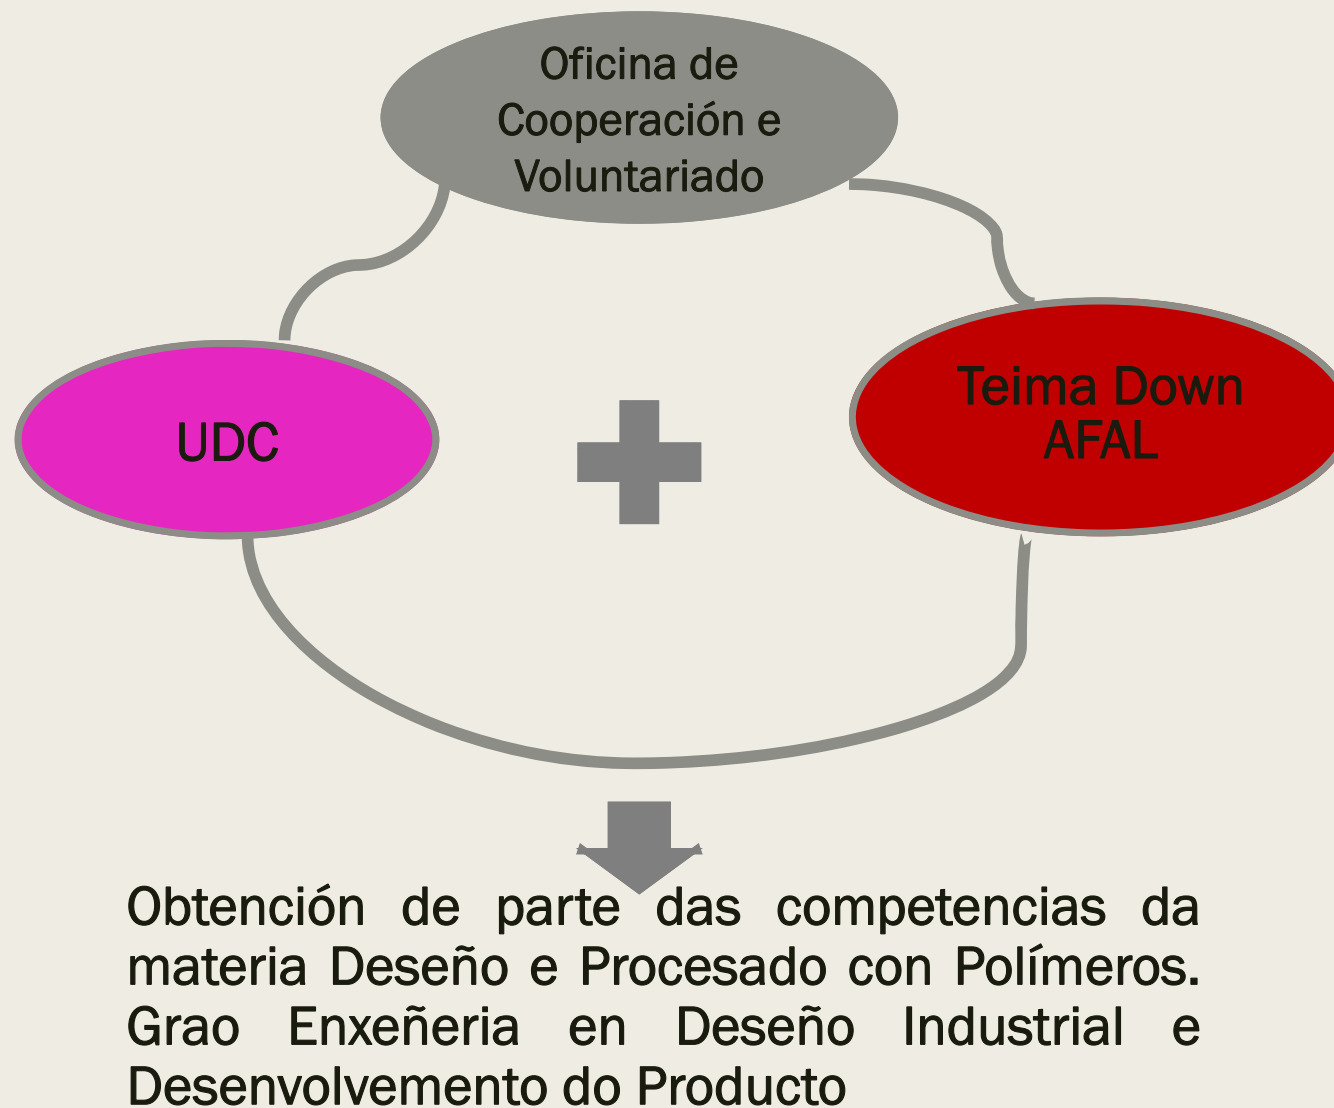 Oficina de
Cooperación e
Voluntariado
UDC
Teima Down
AFAL
Obtención de parte das competencias da
materia Deseño e Procesado con Polímeros.
Grao Enxeñeria en Deseño Industrial e
Desenvolvemento do Producto